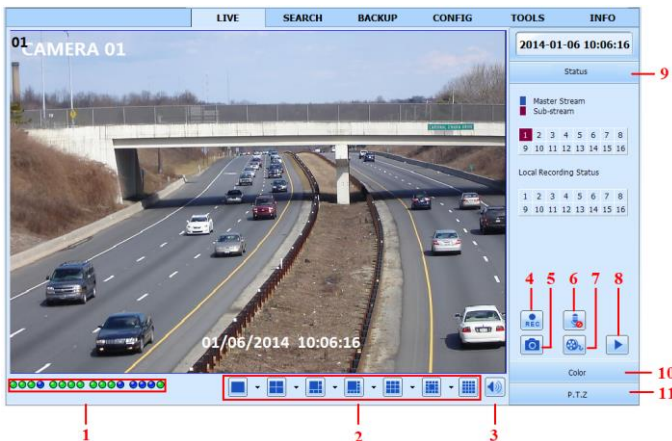 LIVE SEARCH BACKUP CONFIG TOOLS INFO
01
CAMERA 01
2014-01-06 10:06:16
Status
9
Master Stream
Sub-stream
1 2 3 4 5 6 7 8
9 10 11 12 13 14 15 16
Local Recording Status
1 2 3 4 5 6 7 8
9 10 11 12 13 14 15 16
4 5 6 7 8
REC
01/06/2014 10:06:16
Color
10
P.T.Z
11
1
2
3